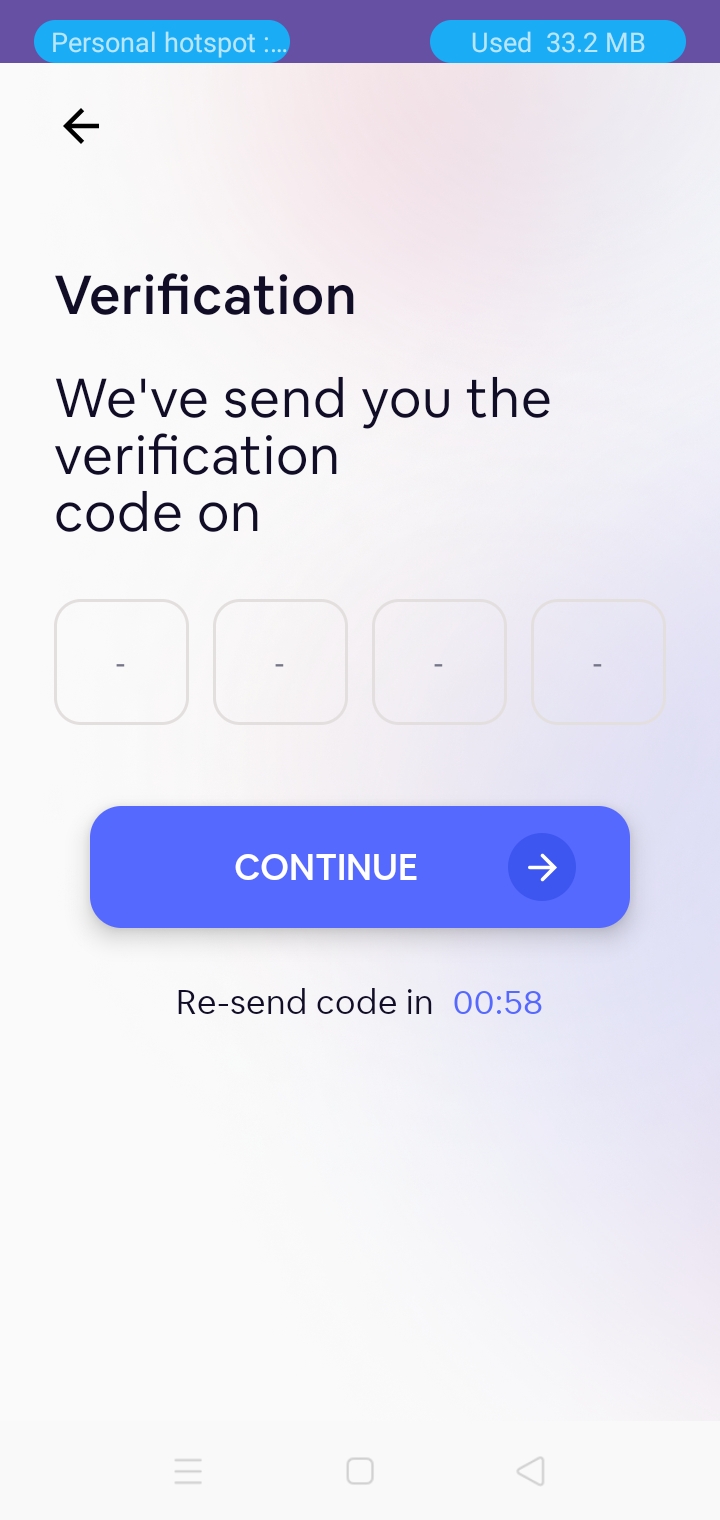 Personal hotspot :...
Used 33.2 MB
Verification
We've send you the
verification
code on
- - - -
CONTINUE
Re-send code in 00:58